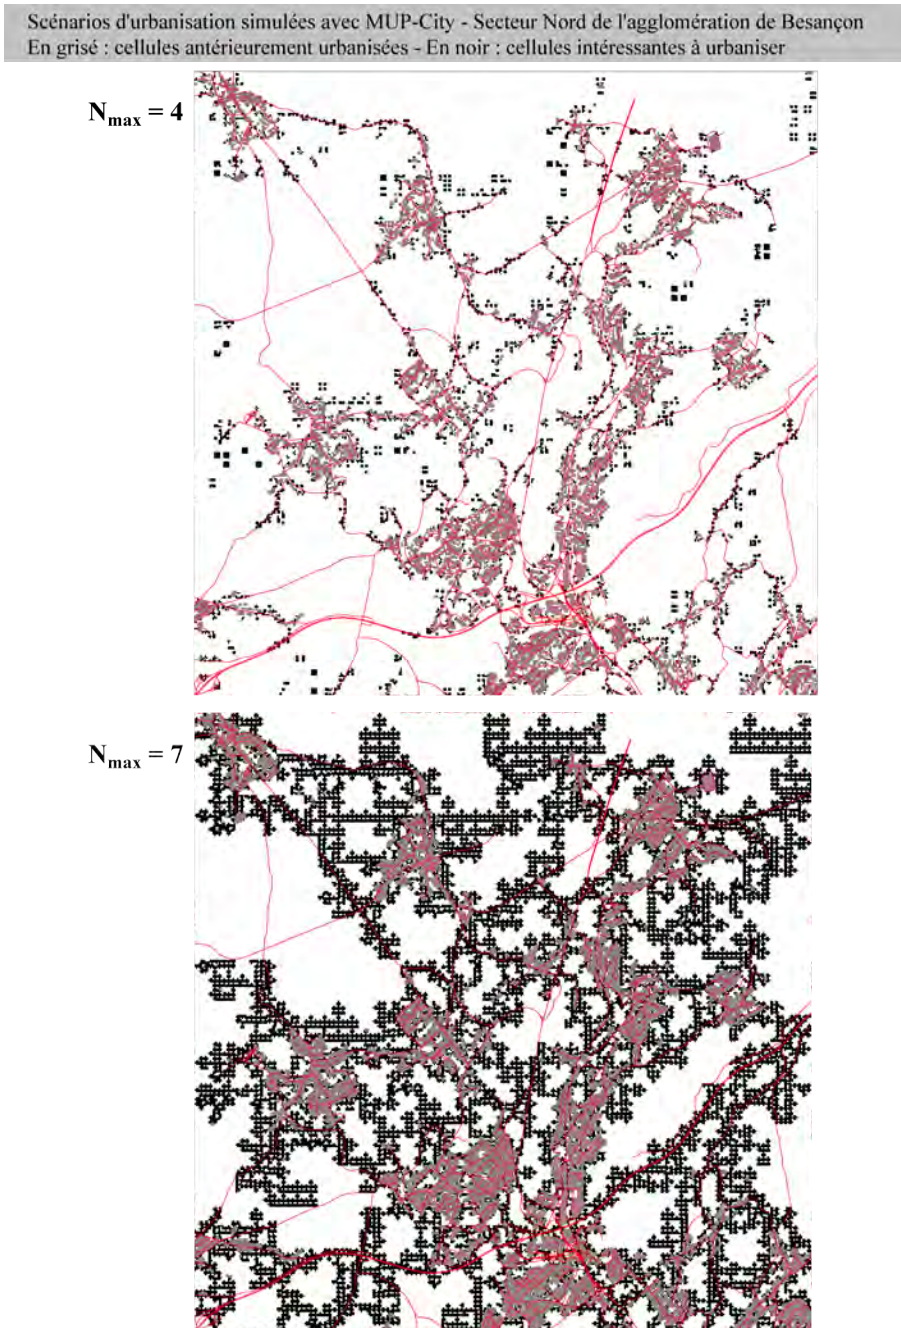 Scénarios d'urbanisation simulées avec MUP-City - Secteur Nord de l'agglomération de Besançon
En grisé : cellules antérieurement urbanisées - En noir : cellules intéressantes à urbaniser
Nmax = 4
Nmax = 7